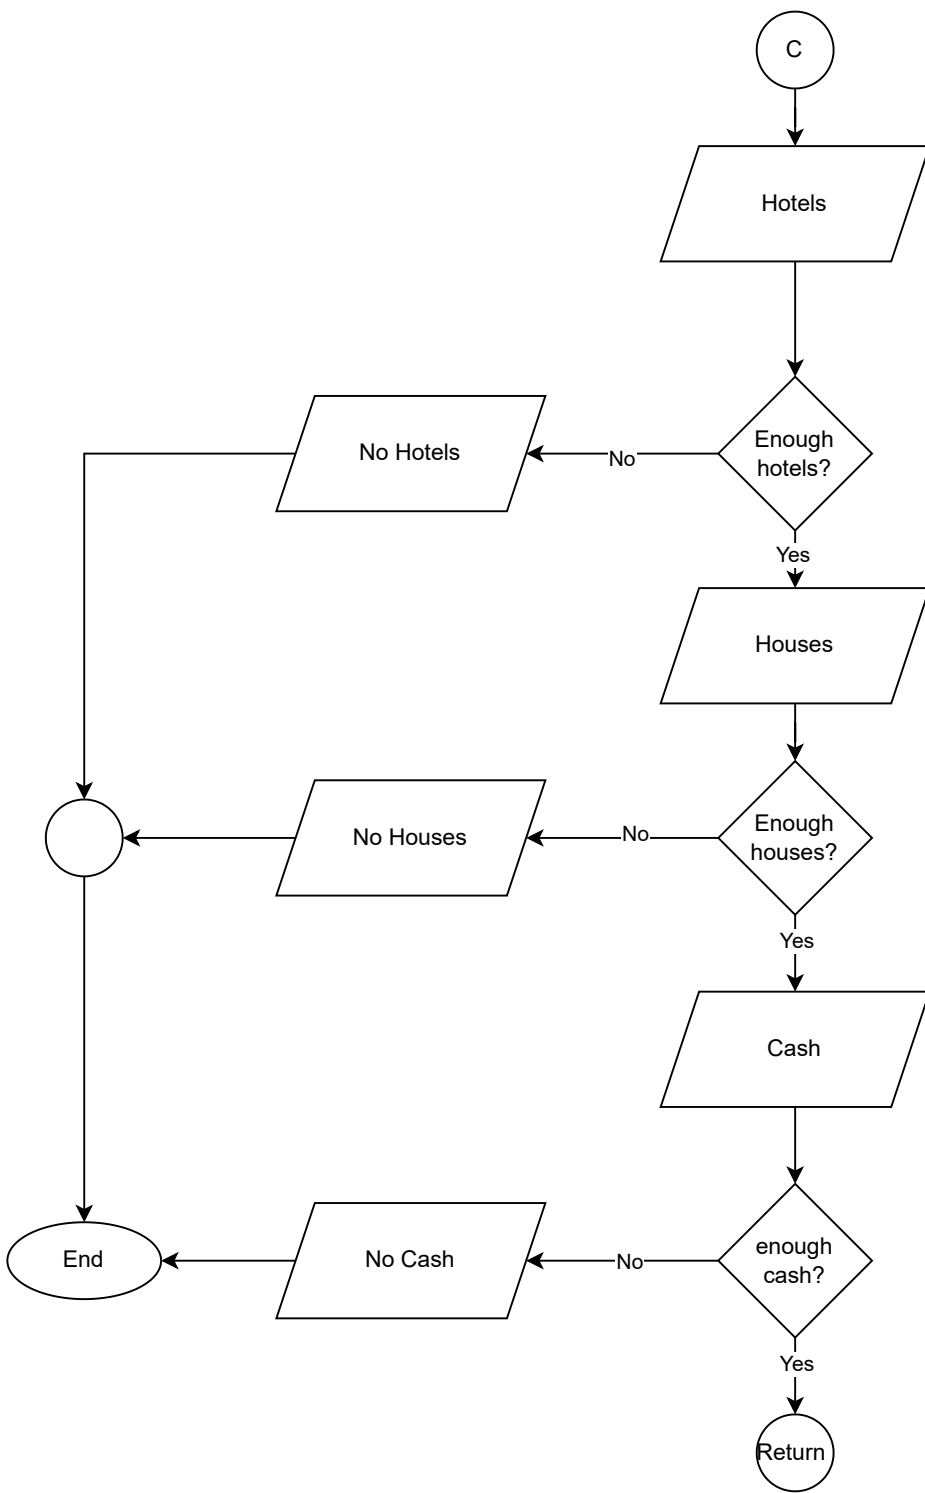 C
Hotels
Enough
hotels?
No
No Hotels
Yes
Houses
Enough
houses?
No
No Houses
Yes
Cash
enough
cash?
No
No Cash
End
Yes
Return